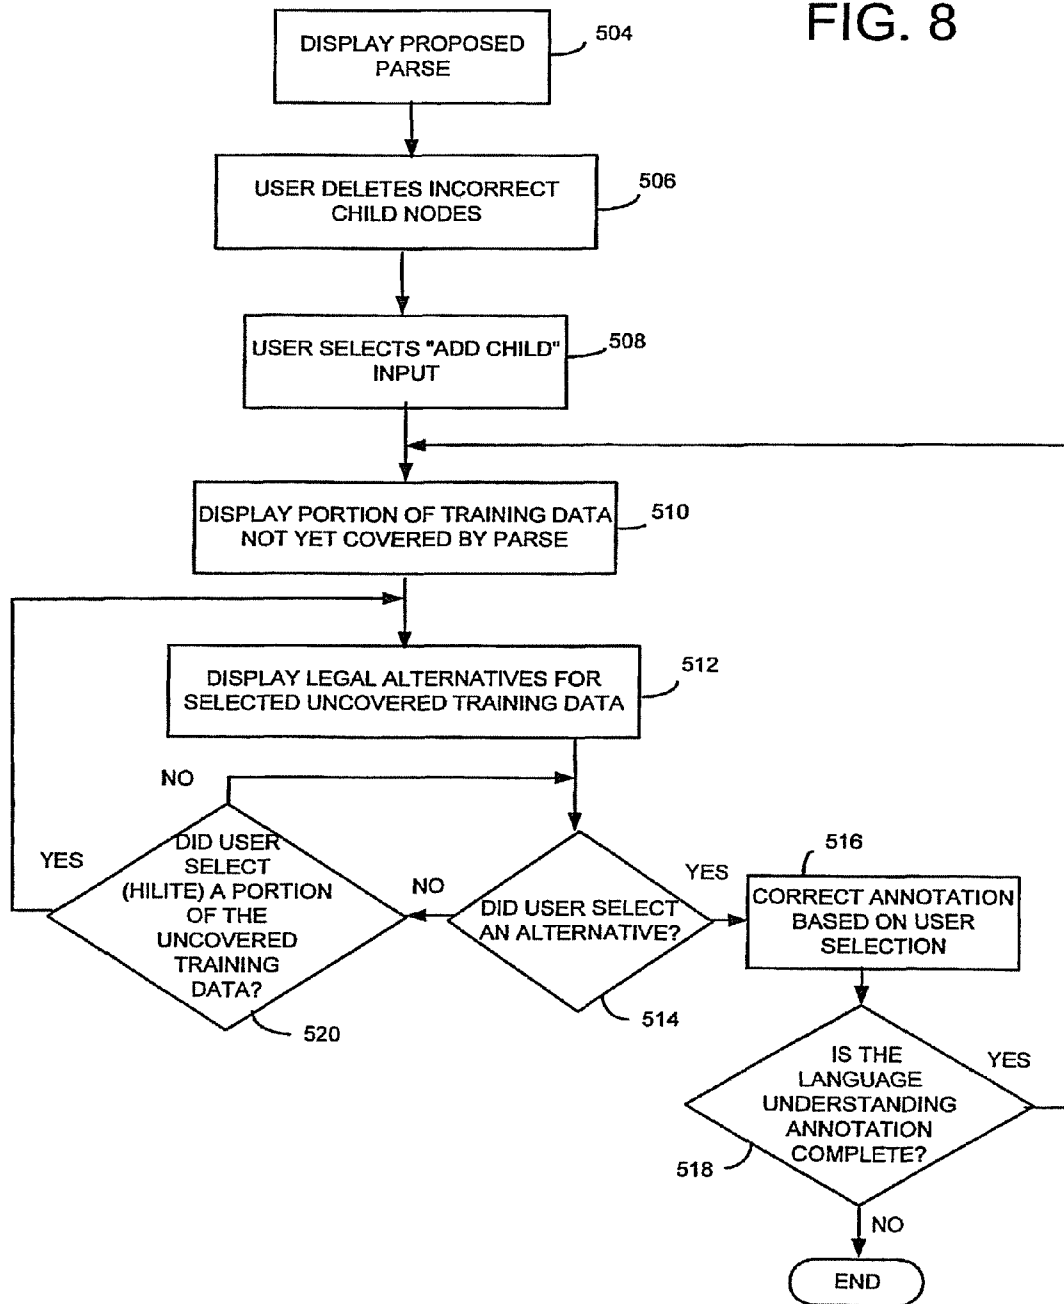 FIG. 8
DISPLAY PROPOSED
PARSE
504
USER DELETES INCORRECT
CHILD NODES
506
USER SELECTS "ADD CHILD"
INPUT
508
DISPLAY PORTION OF TRAINING DATA
NOT YET COVERED BY PARSE
510
DISPLAY LEGAL ALTERNATIVES FOR
SELECTED UNCOVERED TRAINING DATA
512
NO
YES
DID USER
SELECT
(HILITE) A PORTION
OF THE
UNCOVERED
TRAINING
DATA?
520
NO
DID USER SELECT
AN ALTERNATIVE?
514
YES
516
CORRECT ANNOTATION
BASED ON USER
SELECTION
IS THE
LANGUAGE
UNDERSTANDING
ANNOTATION
COMPLETE?
518
YES
NO
END